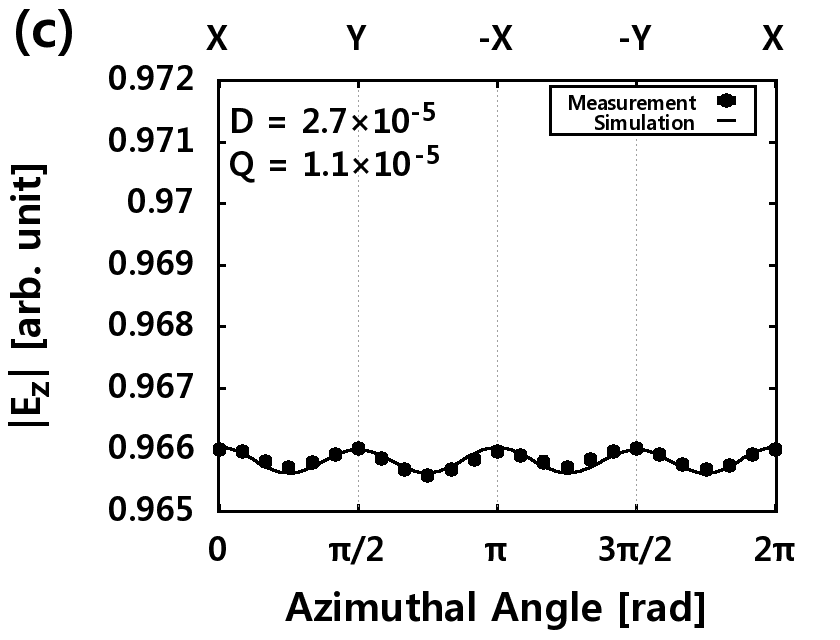 (c)
X Y -X -Y X
0.972
0.971
0.97
0.969
0.968
0.967
0.966
0.965
|E_z| [arb. unit]
D = 2.7×10^-5
Q = 1.1×10^-5
Measurement
Simulation
0 π/2 π 3π/2 2π
Azimuthal Angle [rad]